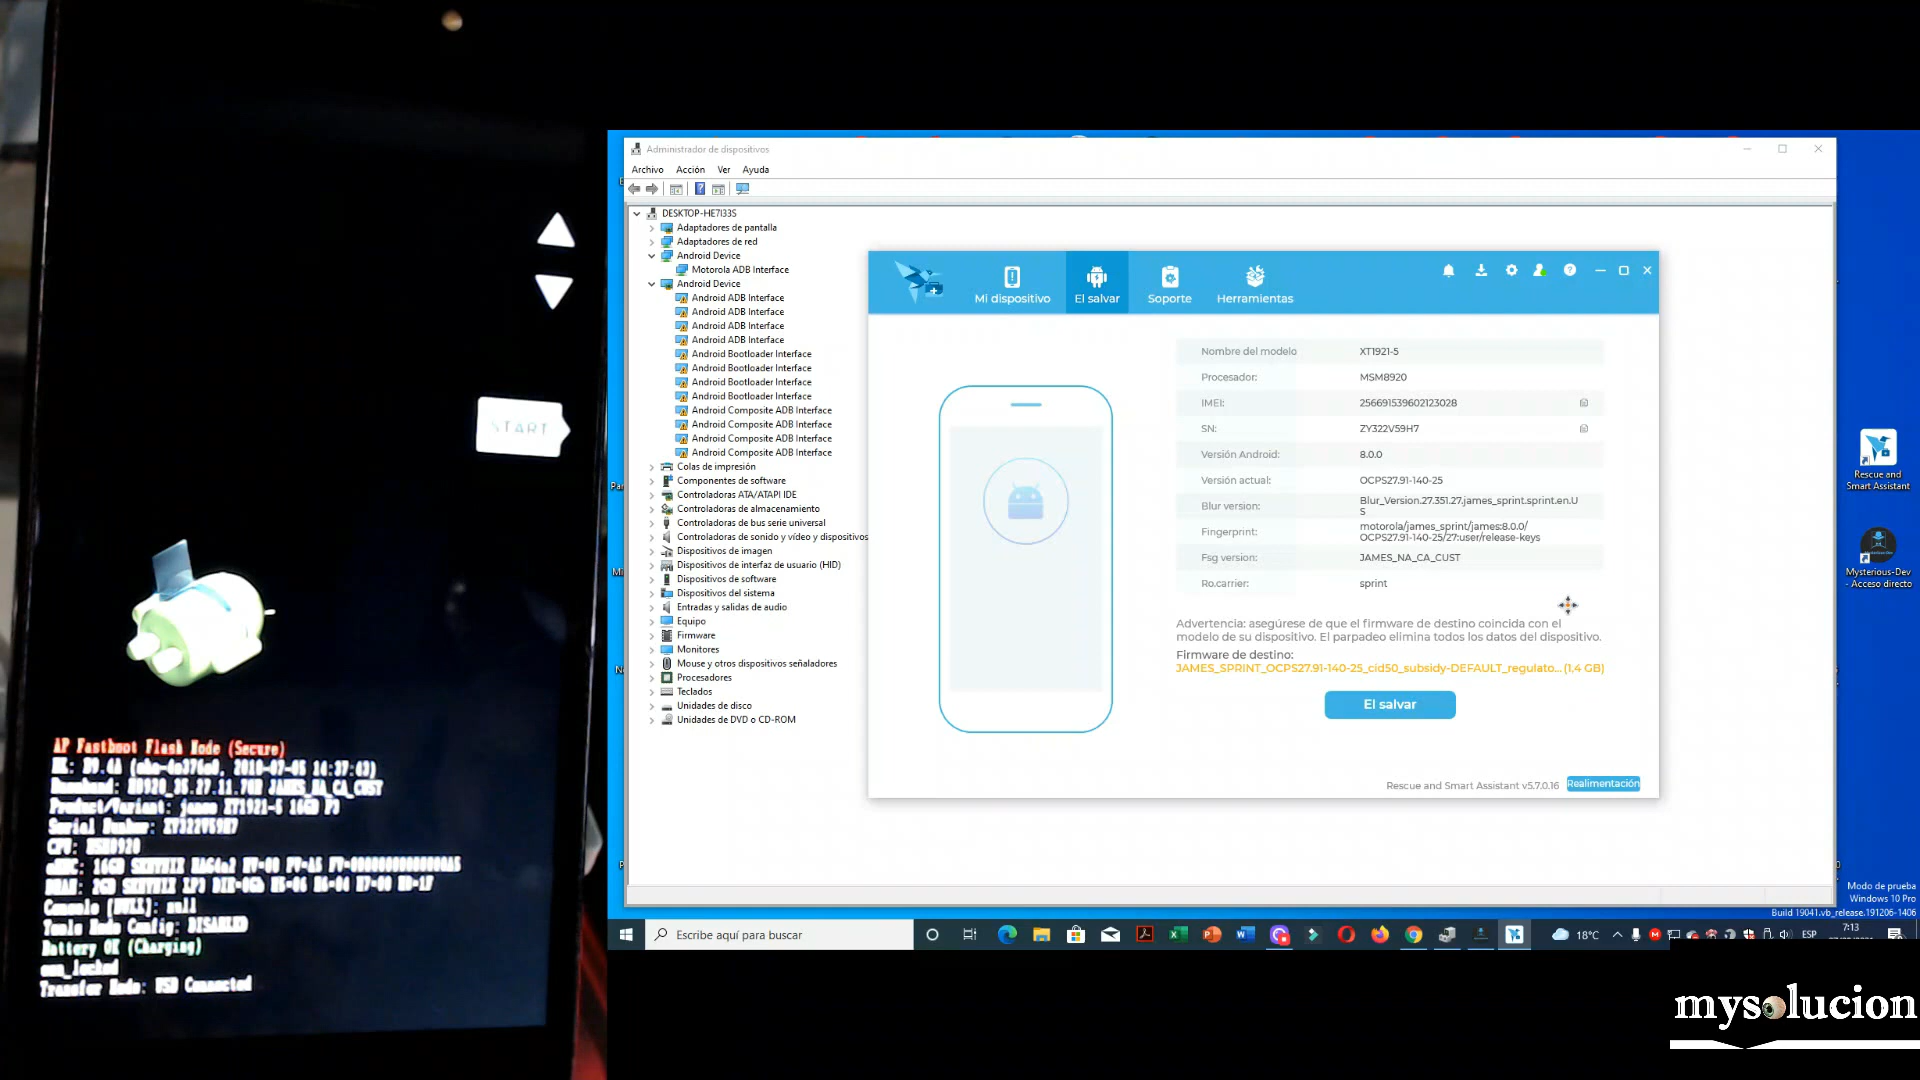 START
AP Fastboot Flash Mode (Secure)
Product/Variant: james XT1921-5 16GB P3
Serial Number: ZY322V59H7
CPU: MSM8920
Console [NULL]: null
Tools Mode Config: DISABLED
Battery OK (Charging)
oem_locked
Transfer Mode: USB Connected
Administrador de dispositivos
Archivo Acción Ver Ayuda
DESKTOP-HE7I33S
Adaptadores de pantalla
Adaptadores de red
Android Device
Motorola ADB Interface
Android Device
Android ADB Interface
Android ADB Interface
Android ADB Interface
Android ADB Interface
Android Bootloader Interface
Android Bootloader Interface
Android Bootloader Interface
Android Bootloader Interface
Android Composite ADB Interface
Android Composite ADB Interface
Android Composite ADB Interface
Android Composite ADB Interface
Colas de impresión
Componentes de software
Controladoras ATA/ATAPI IDE
Controladoras de almacenamiento
Controladoras de bus serie universal
Controladoras de sonido y vídeo y dispositivos
Dispositivos de imagen
Dispositivos de interfaz de usuario (HID)
Dispositivos de software
Dispositivos del sistema
Entradas y salidas de audio
Equipo
Firmware
Monitores
Mouse y otros dispositivos señaladores
Procesadores
Teclados
Unidades de disco
Unidades de DVD o CD-ROM
Mi dispositivo El salvar Soporte Herramientas
Nombre del modelo XT1921-5
Procesador: MSM8920
IMEI: 256691539602123028
SN: ZY322V59H7
Versión Android: 8.0.0
Versión actual: OCPS27.91-140-25
Blur version: Blur_Version.27.351.27.james_sprint.sprint.en.U
S
Fingerprint: motorola/james_sprint/james:8.0.0/
OCPS27.91-140-25/27:user/release-keys
Fsg version: JAMES_NA_CA_CUST
Ro.carrier: sprint
Advertencia: asegúrese de que el firmware de destino coincida con el
modelo de su dispositivo. El parpadeo elimina todos los datos del dispositivo.
Firmware de destino:
JAMES_SPRINT_OCPS27.91-140-25_cid50_subsidy-DEFAULT_regulato... (1,4 GB)
El salvar
Rescue and Smart Assistant v5.7.0.16 Realimentación
Rescue and
Smart Assistant
Mysterious-Dev
- Acceso directo
Modo de prueba
Windows 10 Pro
Build 19041.vb_release.191206-1406
Escribe aquí para buscar
18°C
ESP
7:13
mysolucion